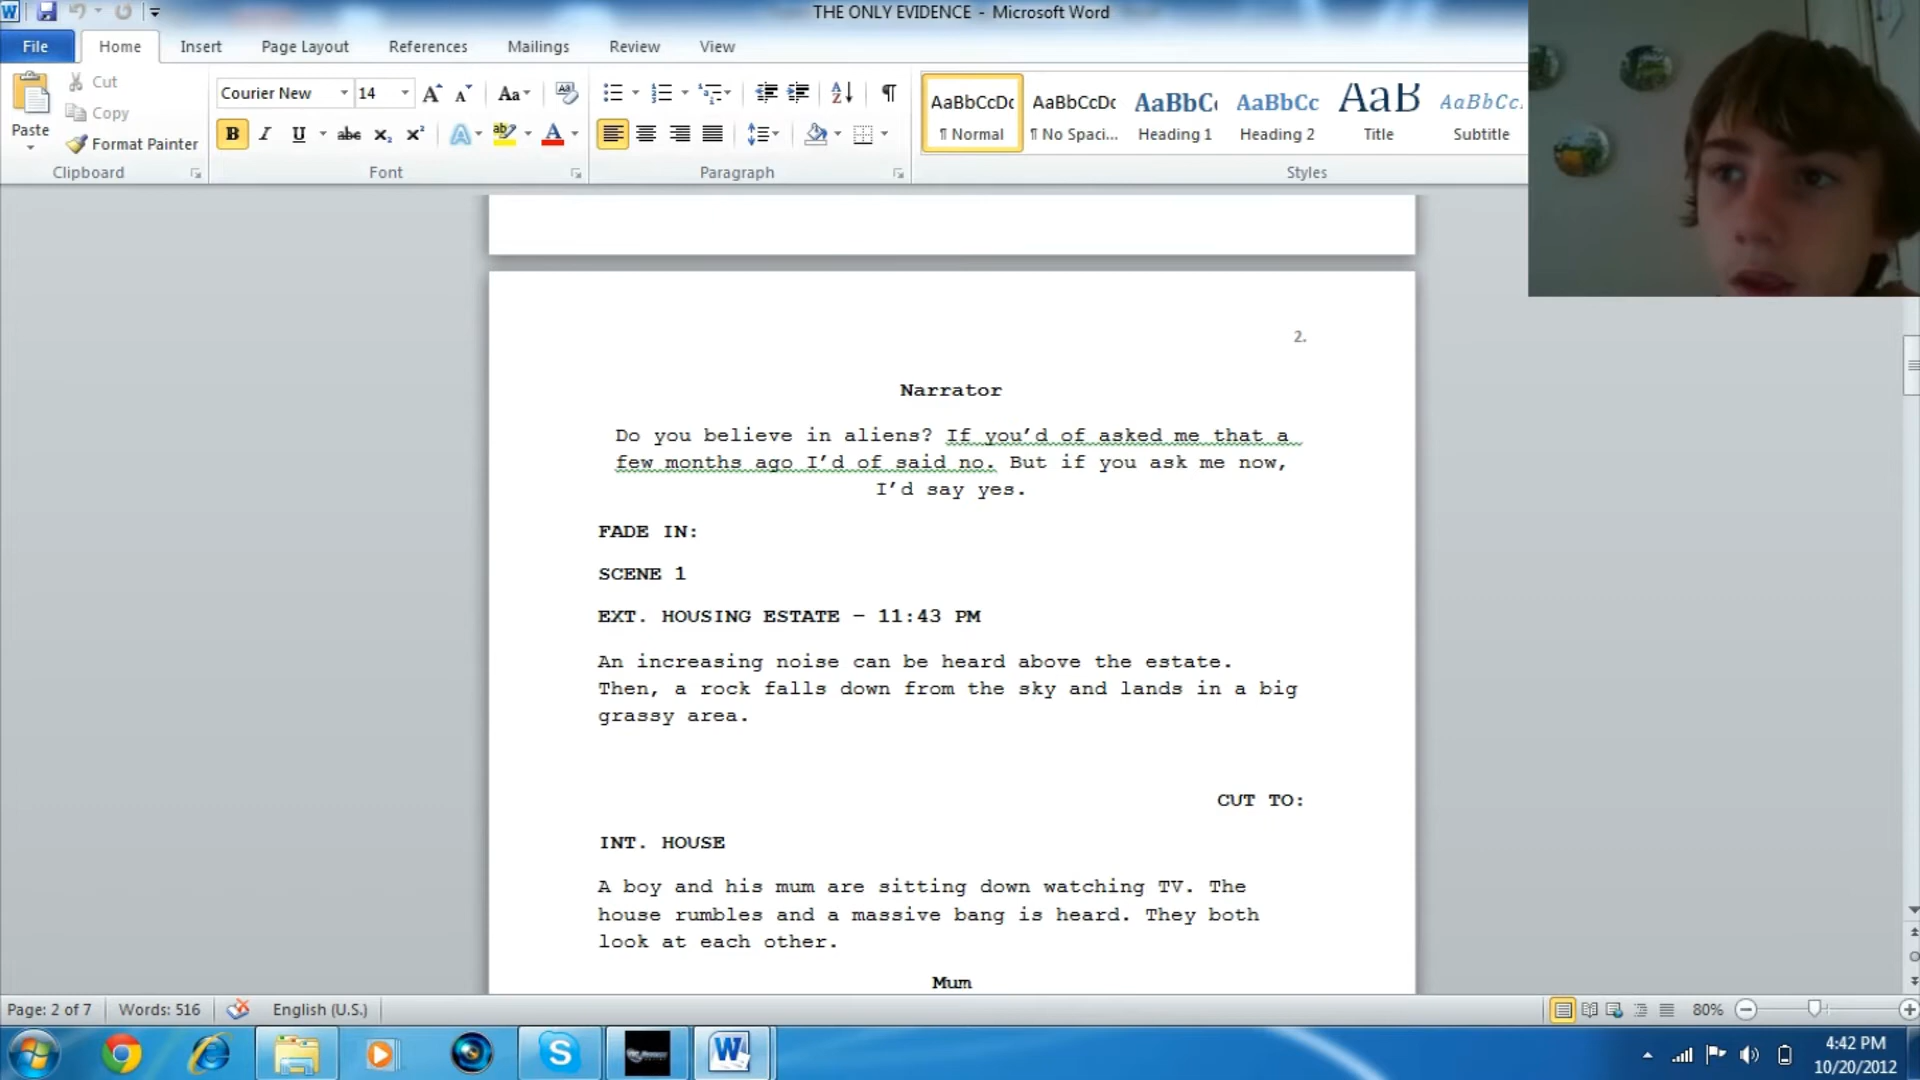 THE ONLY EVIDENCE - Microsoft Word
File Home Insert Page Layout References Mailings Review View
Paste
Cut
Copy
Format Painter
Clipboard
Courier New 14
Font
Paragraph
AaBbCcDc AaBbCcDc AaBbC AaBbCc AaB AaBbCc.
¶ Normal ¶ No Spaci... Heading 1 Heading 2 Title Subtitle
Styles
2.
Narrator
Do you believe in aliens? If you’d of asked me that a
few months ago I’d of said no. But if you ask me now,
I’d say yes.
FADE IN:
SCENE 1
EXT. HOUSING ESTATE – 11:43 PM
An increasing noise can be heard above the estate.
Then, a rock falls down from the sky and lands in a big
grassy area.
CUT TO:
INT. HOUSE
A boy and his mum are sitting down watching TV. The
house rumbles and a massive bang is heard. They both
look at each other.
Mum
Page: 2 of 7 Words: 516 English (U.S.) 80%
4:42 PM
10/20/2012